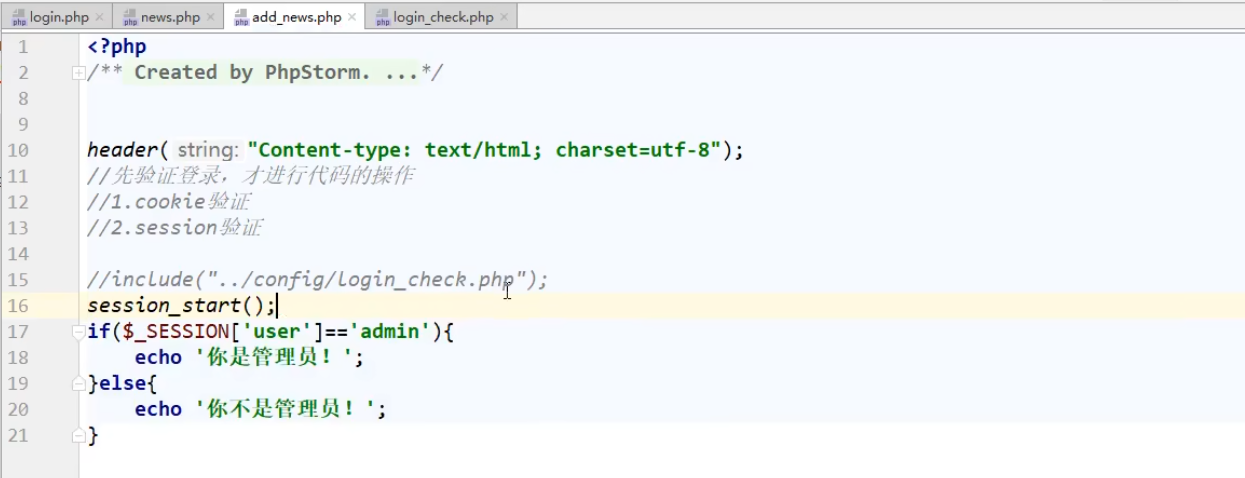 login.php news.php add_news.php login_check.php
1 <?php
2 /** Created by PhpStorm. ...*/
8
9
10 header( string: "Content-type: text/html; charset=utf-8");
11 //先验证登录，才进行代码的操作
12 //1.cookie验证
13 //2.session验证
14
15 //include("../config/login_check.php");
16 session_start();
17 if($_SESSION['user']=='admin'){
18 echo '你是管理员！';
19 }else{
20 echo '你不是管理员！';
21 }